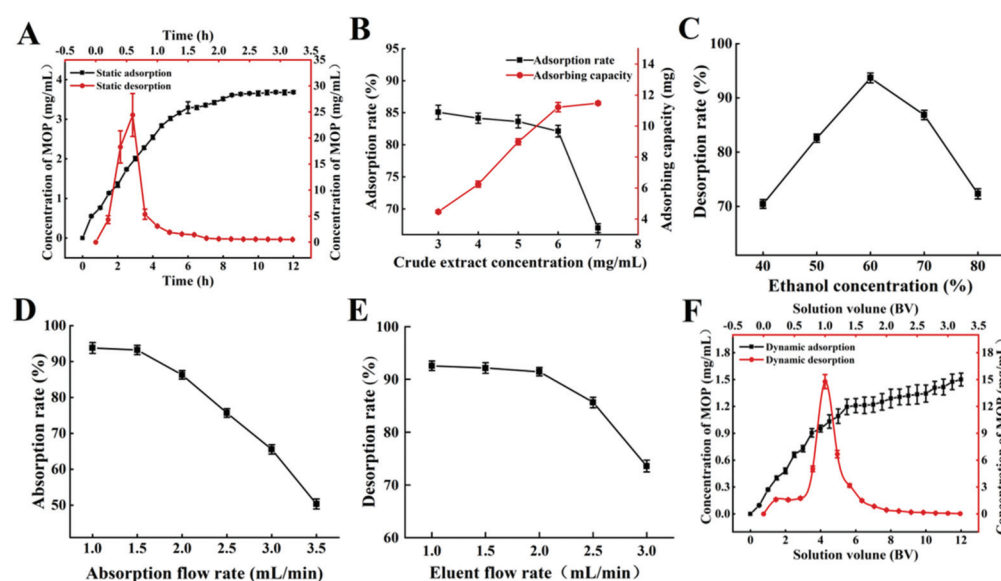 A
Time (h)
-0.5 0.0 0.5 1.0 1.5 2.0 2.5 3.0 3.5
Static adsorption
Static desorption
Concentration of MOP (mg/mL)
4
3
2
1
0
35
30
25
20
15
10
5
0
Concentration of MOP (mg/mL)
0 2 4 6 8 10 12
Time (h)
B
Adsorption rate
Adsorbing capacity
Adsorption rate (%)
95
90
85
80
75
70
14
12
10
8
6
4
Adsorbing capacity (mg)
3 4 5 6 7 8
Crude extract concentration (mg/mL)
C
Desorption rate (%)
100
90
80
70
40 50 60 70 80
Ethanol concentration (%)
D
Absorption rate (%)
100
90
80
70
60
50
1.0 1.5 2.0 2.5 3.0 3.5
Absorption flow rate (mL/min)
E
Desorption rate (%)
100
90
80
70
60
1.0 1.5 2.0 2.5 3.0
Eluent flow rate（mL/min）
F
Solution volune (BV)
-0.5 0.0 0.5 1.0 1.5 2.0 2.5 3.0 3.5
Dynamic adsorption
Dynamic desorption
Concentration of MOP (mg/mL)
1.8
1.5
1.2
0.9
0.6
0.3
0.0
18
15
12
9
6
3
0
Concentration of MOP (mg/mL)
0 2 4 6 8 10 12
Solution volune (BV)